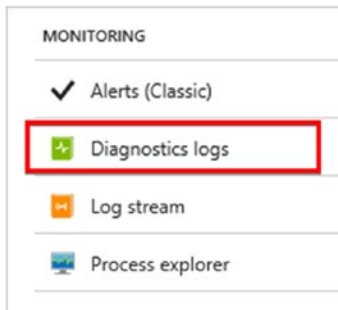 MONITORING
Alerts (Classic)
Diagnostics logs
Log stream
Process explorer